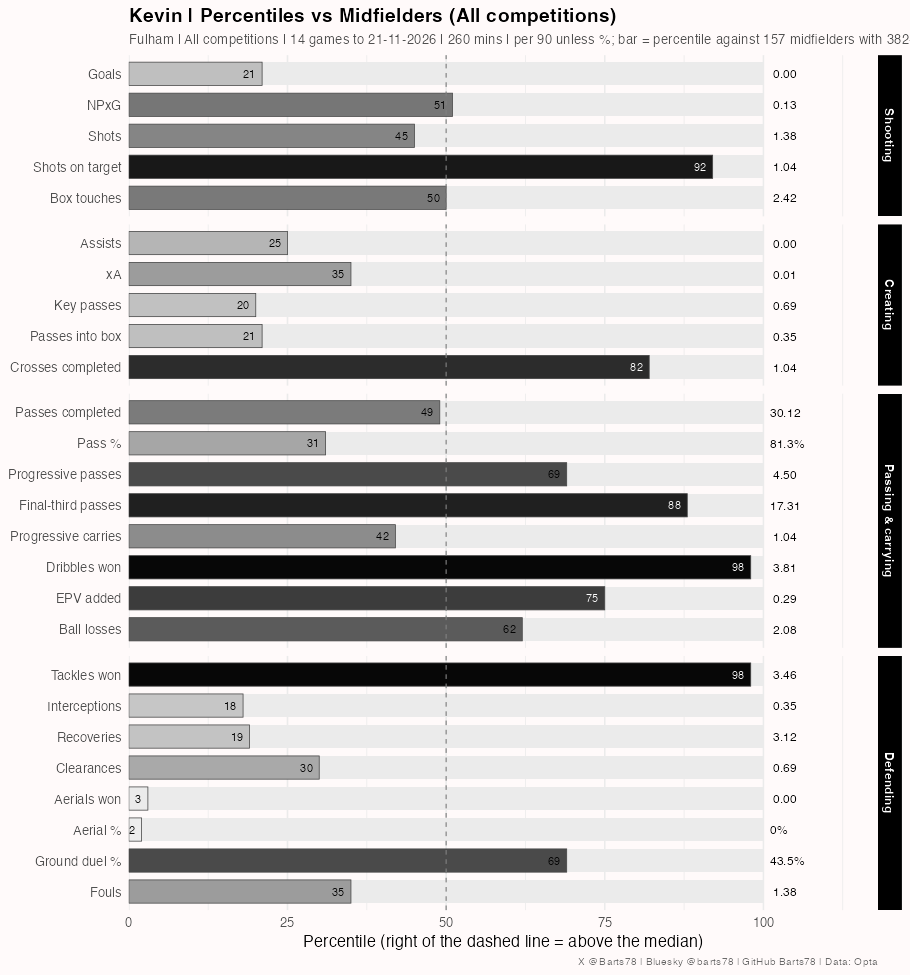 Kevin | Percentiles vs Midfielders (All competitions)
Fulham | All competitions | 14 games to 21-11-2026 | 260 mins | per 90 unless %; bar = percentile against 157 midfielders with 382
Shooting
Goals 21 0.00
NPxG 51 0.13
Shots 45 1.38
Shots on target 92 1.04
Box touches 50 2.42
Creating
Assists 25 0.00
xA 35 0.01
Key passes 20 0.69
Passes into box 21 0.35
Crosses completed 82 1.04
Passing & carrying
Passes completed 49 30.12
Pass % 31 81.3%
Progressive passes 69 4.50
Final-third passes 88 17.31
Progressive carries 42 1.04
Dribbles won 98 3.81
EPV added 75 0.29
Ball losses 62 2.08
Defending
Tackles won 98 3.46
Interceptions 18 0.35
Recoveries 19 3.12
Clearances 30 0.69
Aerials won 3 0.00
Aerial % 2 0%
Ground duel % 69 43.5%
Fouls 35 1.38
0 25 50 75 100
Percentile (right of the dashed line = above the median)
X @Barts78 | Bluesky @barts78 | GitHub Barts78 | Data: Opta